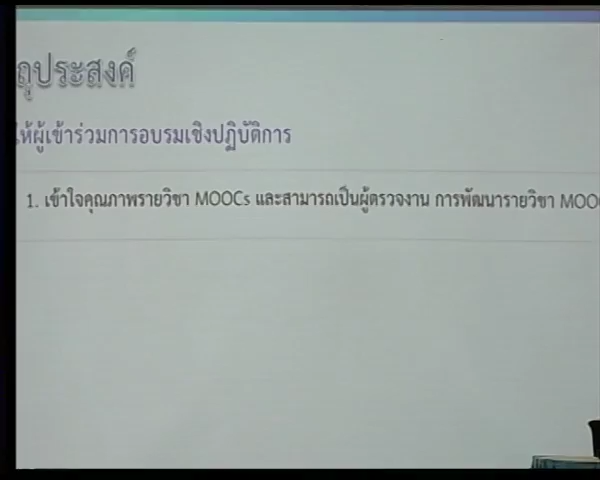 ถุประสงค์
ให้ผู้เข้าร่วมการอบรมเชิงปฏิบัติการ
1. เข้าใจคุณภาพรายวิชา MOOCs และสามารถเป็นผู้ตรวจงาน การพัฒนารายวิชา MOO